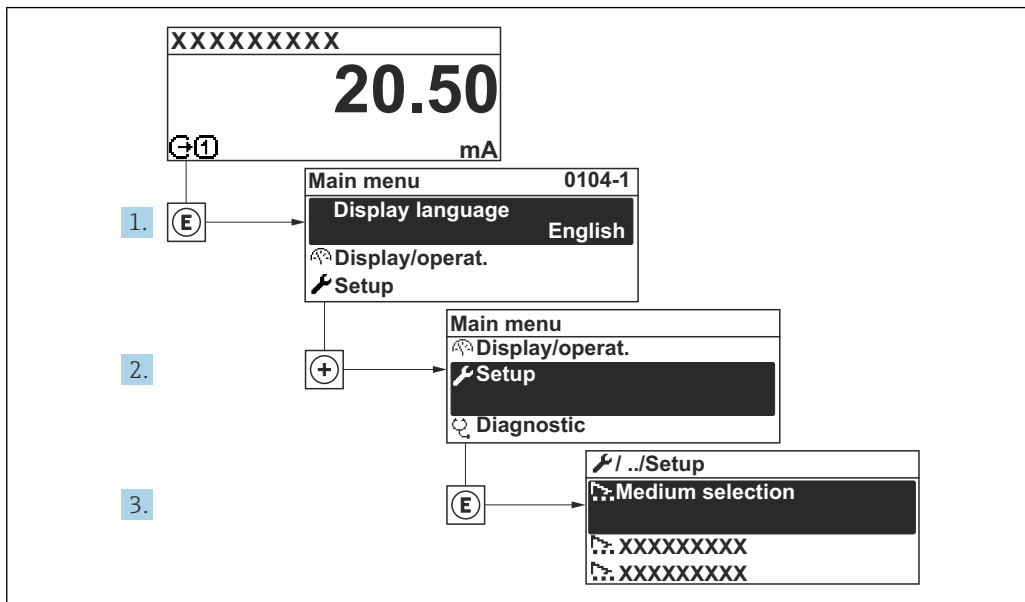 XXXXXXXXX
20.50
mA
1
1.
E
Main menu 0104-1
Display language
English
Display/operat.
Setup
2.
+
Main menu
Display/operat.
Setup
Diagnostic
3.
E
/ ../Setup
Medium selection
XXXXXXXXX
XXXXXXXXX